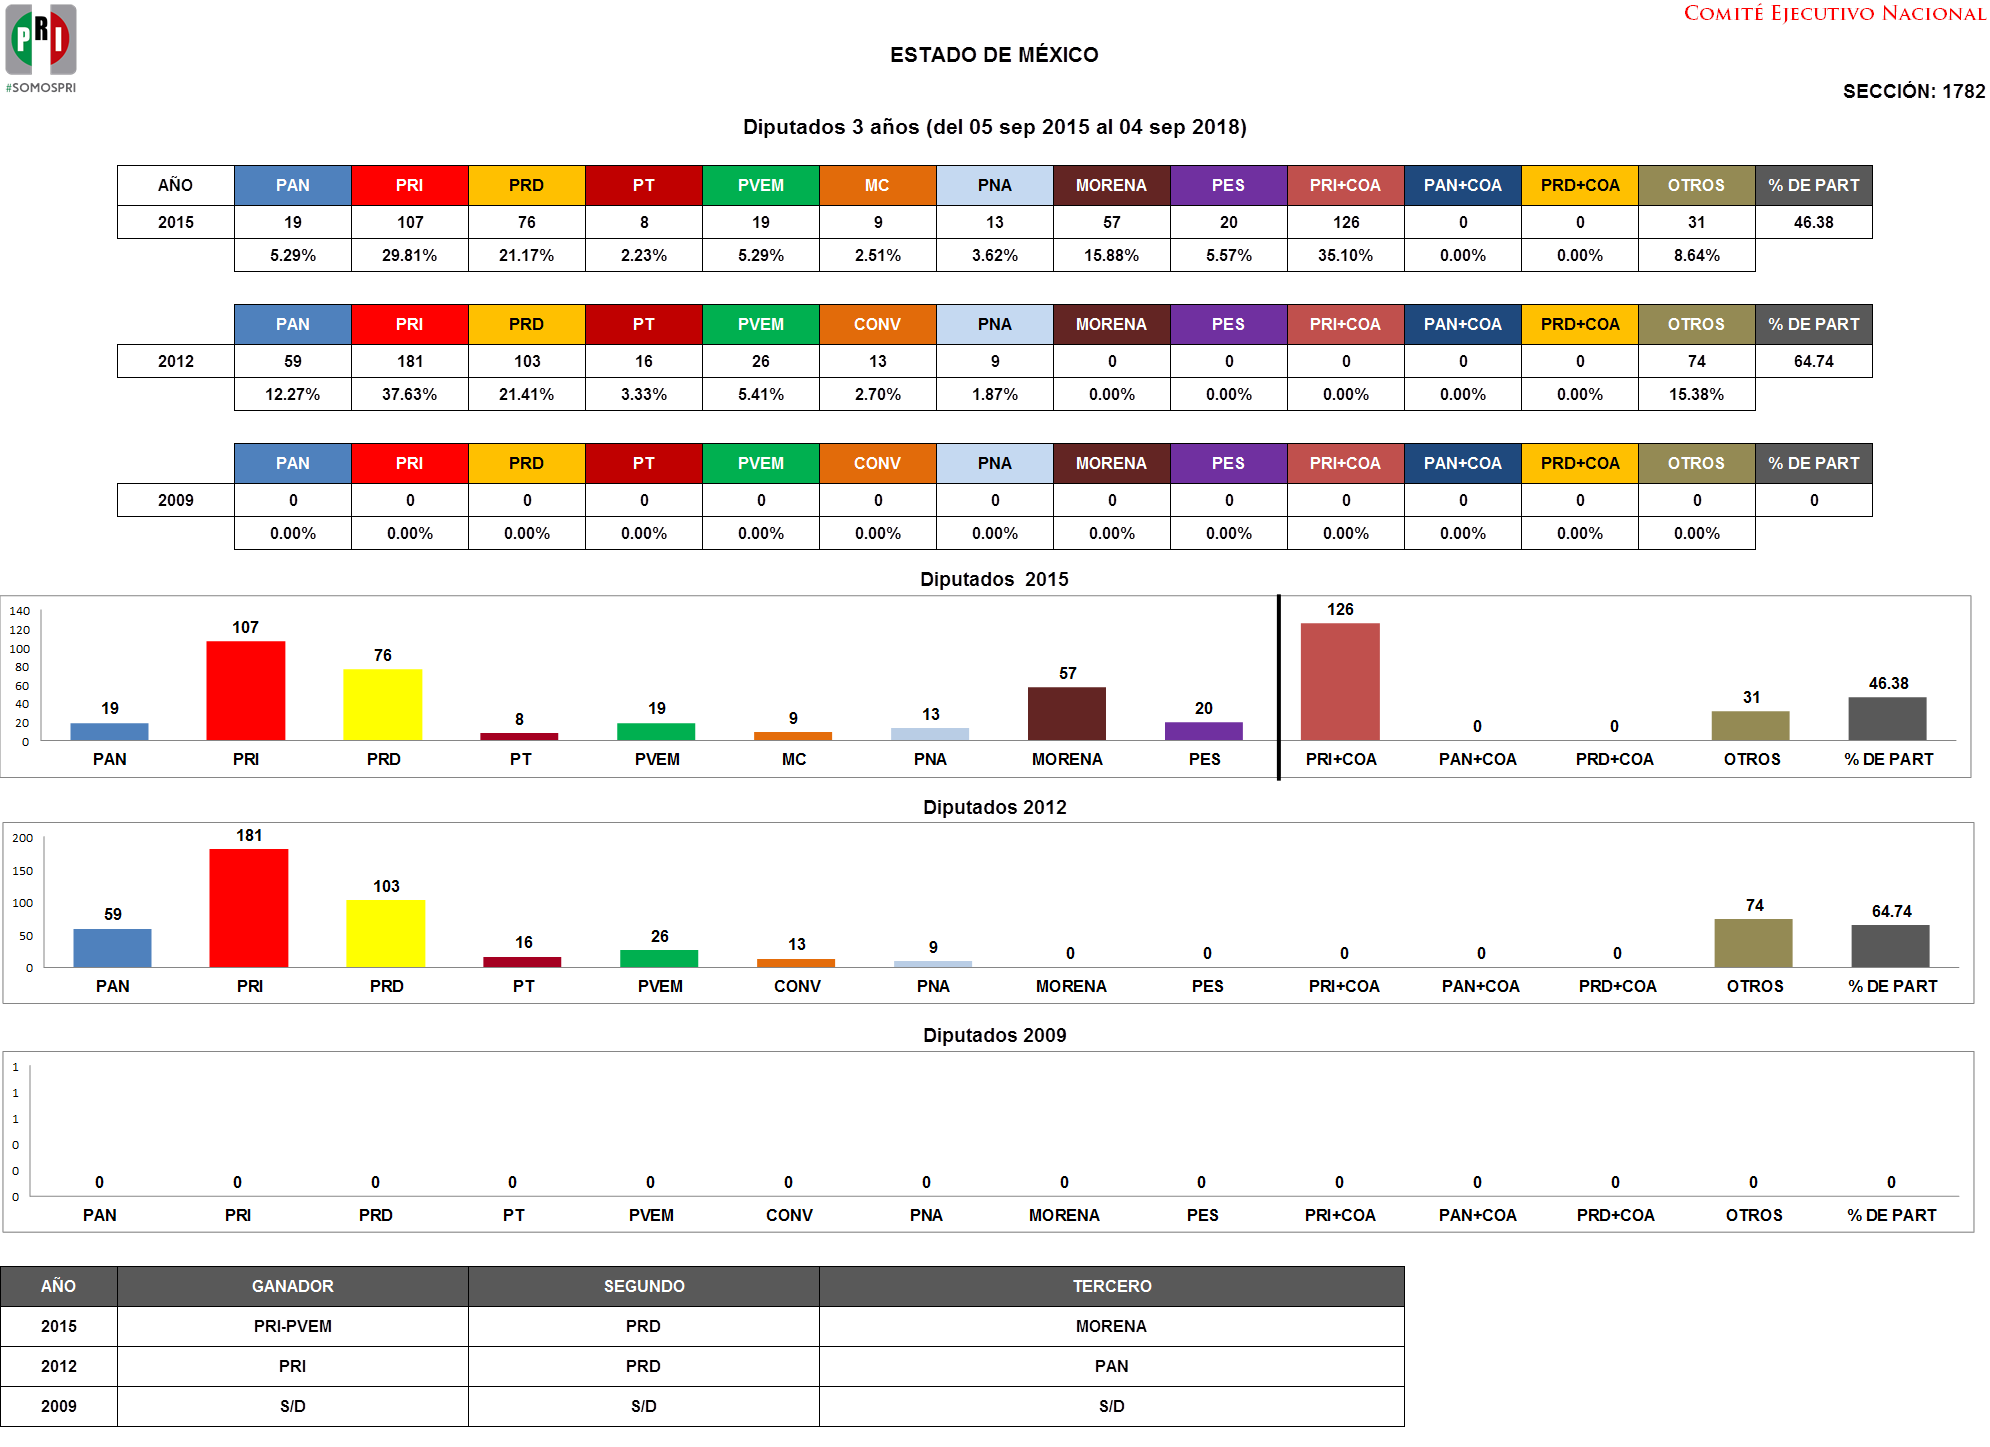 PRI
#SOMOSPRI
COMITÉ EJECUTIVO NACIONAL
ESTADO DE MÉXICO
SECCIÓN: 1782
Diputados 3 años (del 05 sep 2015 al 04 sep 2018)
AÑO PAN PRI PRD PT PVEM MC PNA MORENA PES PRI+COA PAN+COA PRD+COA OTROS % DE PART
2015 19 107 76 8 19 9 13 57 20 126 0 0 31 46.38
5.29% 29.81% 21.17% 2.23% 5.29% 2.51% 3.62% 15.88% 5.57% 35.10% 0.00% 0.00% 8.64%
PAN PRI PRD PT PVEM CONV PNA MORENA PES PRI+COA PAN+COA PRD+COA OTROS % DE PART
2012 59 181 103 16 26 13 9 0 0 0 0 0 74 64.74
12.27% 37.63% 21.41% 3.33% 5.41% 2.70% 1.87% 0.00% 0.00% 0.00% 0.00% 0.00% 15.38%
PAN PRI PRD PT PVEM CONV PNA MORENA PES PRI+COA PAN+COA PRD+COA OTROS % DE PART
2009 0 0 0 0 0 0 0 0 0 0 0 0 0 0
0.00% 0.00% 0.00% 0.00% 0.00% 0.00% 0.00% 0.00% 0.00% 0.00% 0.00% 0.00% 0.00%
Diputados 2015
140
120
100
80
60
40
20
0
19 107 76 8 19 9 13 57 20 126 0 0 31 46.38
PAN PRI PRD PT PVEM MC PNA MORENA PES PRI+COA PAN+COA PRD+COA OTROS % DE PART
Diputados 2012
200
150
100
50
0
59 181 103 16 26 13 9 0 0 0 0 0 74 64.74
PAN PRI PRD PT PVEM CONV PNA MORENA PES PRI+COA PAN+COA PRD+COA OTROS % DE PART
Diputados 2009
1
1
1
0
0
0
0 0 0 0 0 0 0 0 0 0 0 0 0 0
PAN PRI PRD PT PVEM CONV PNA MORENA PES PRI+COA PAN+COA PRD+COA OTROS % DE PART
AÑO GANADOR SEGUNDO TERCERO
2015 PRI-PVEM PRD MORENA
2012 PRI PRD PAN
2009 S/D S/D S/D